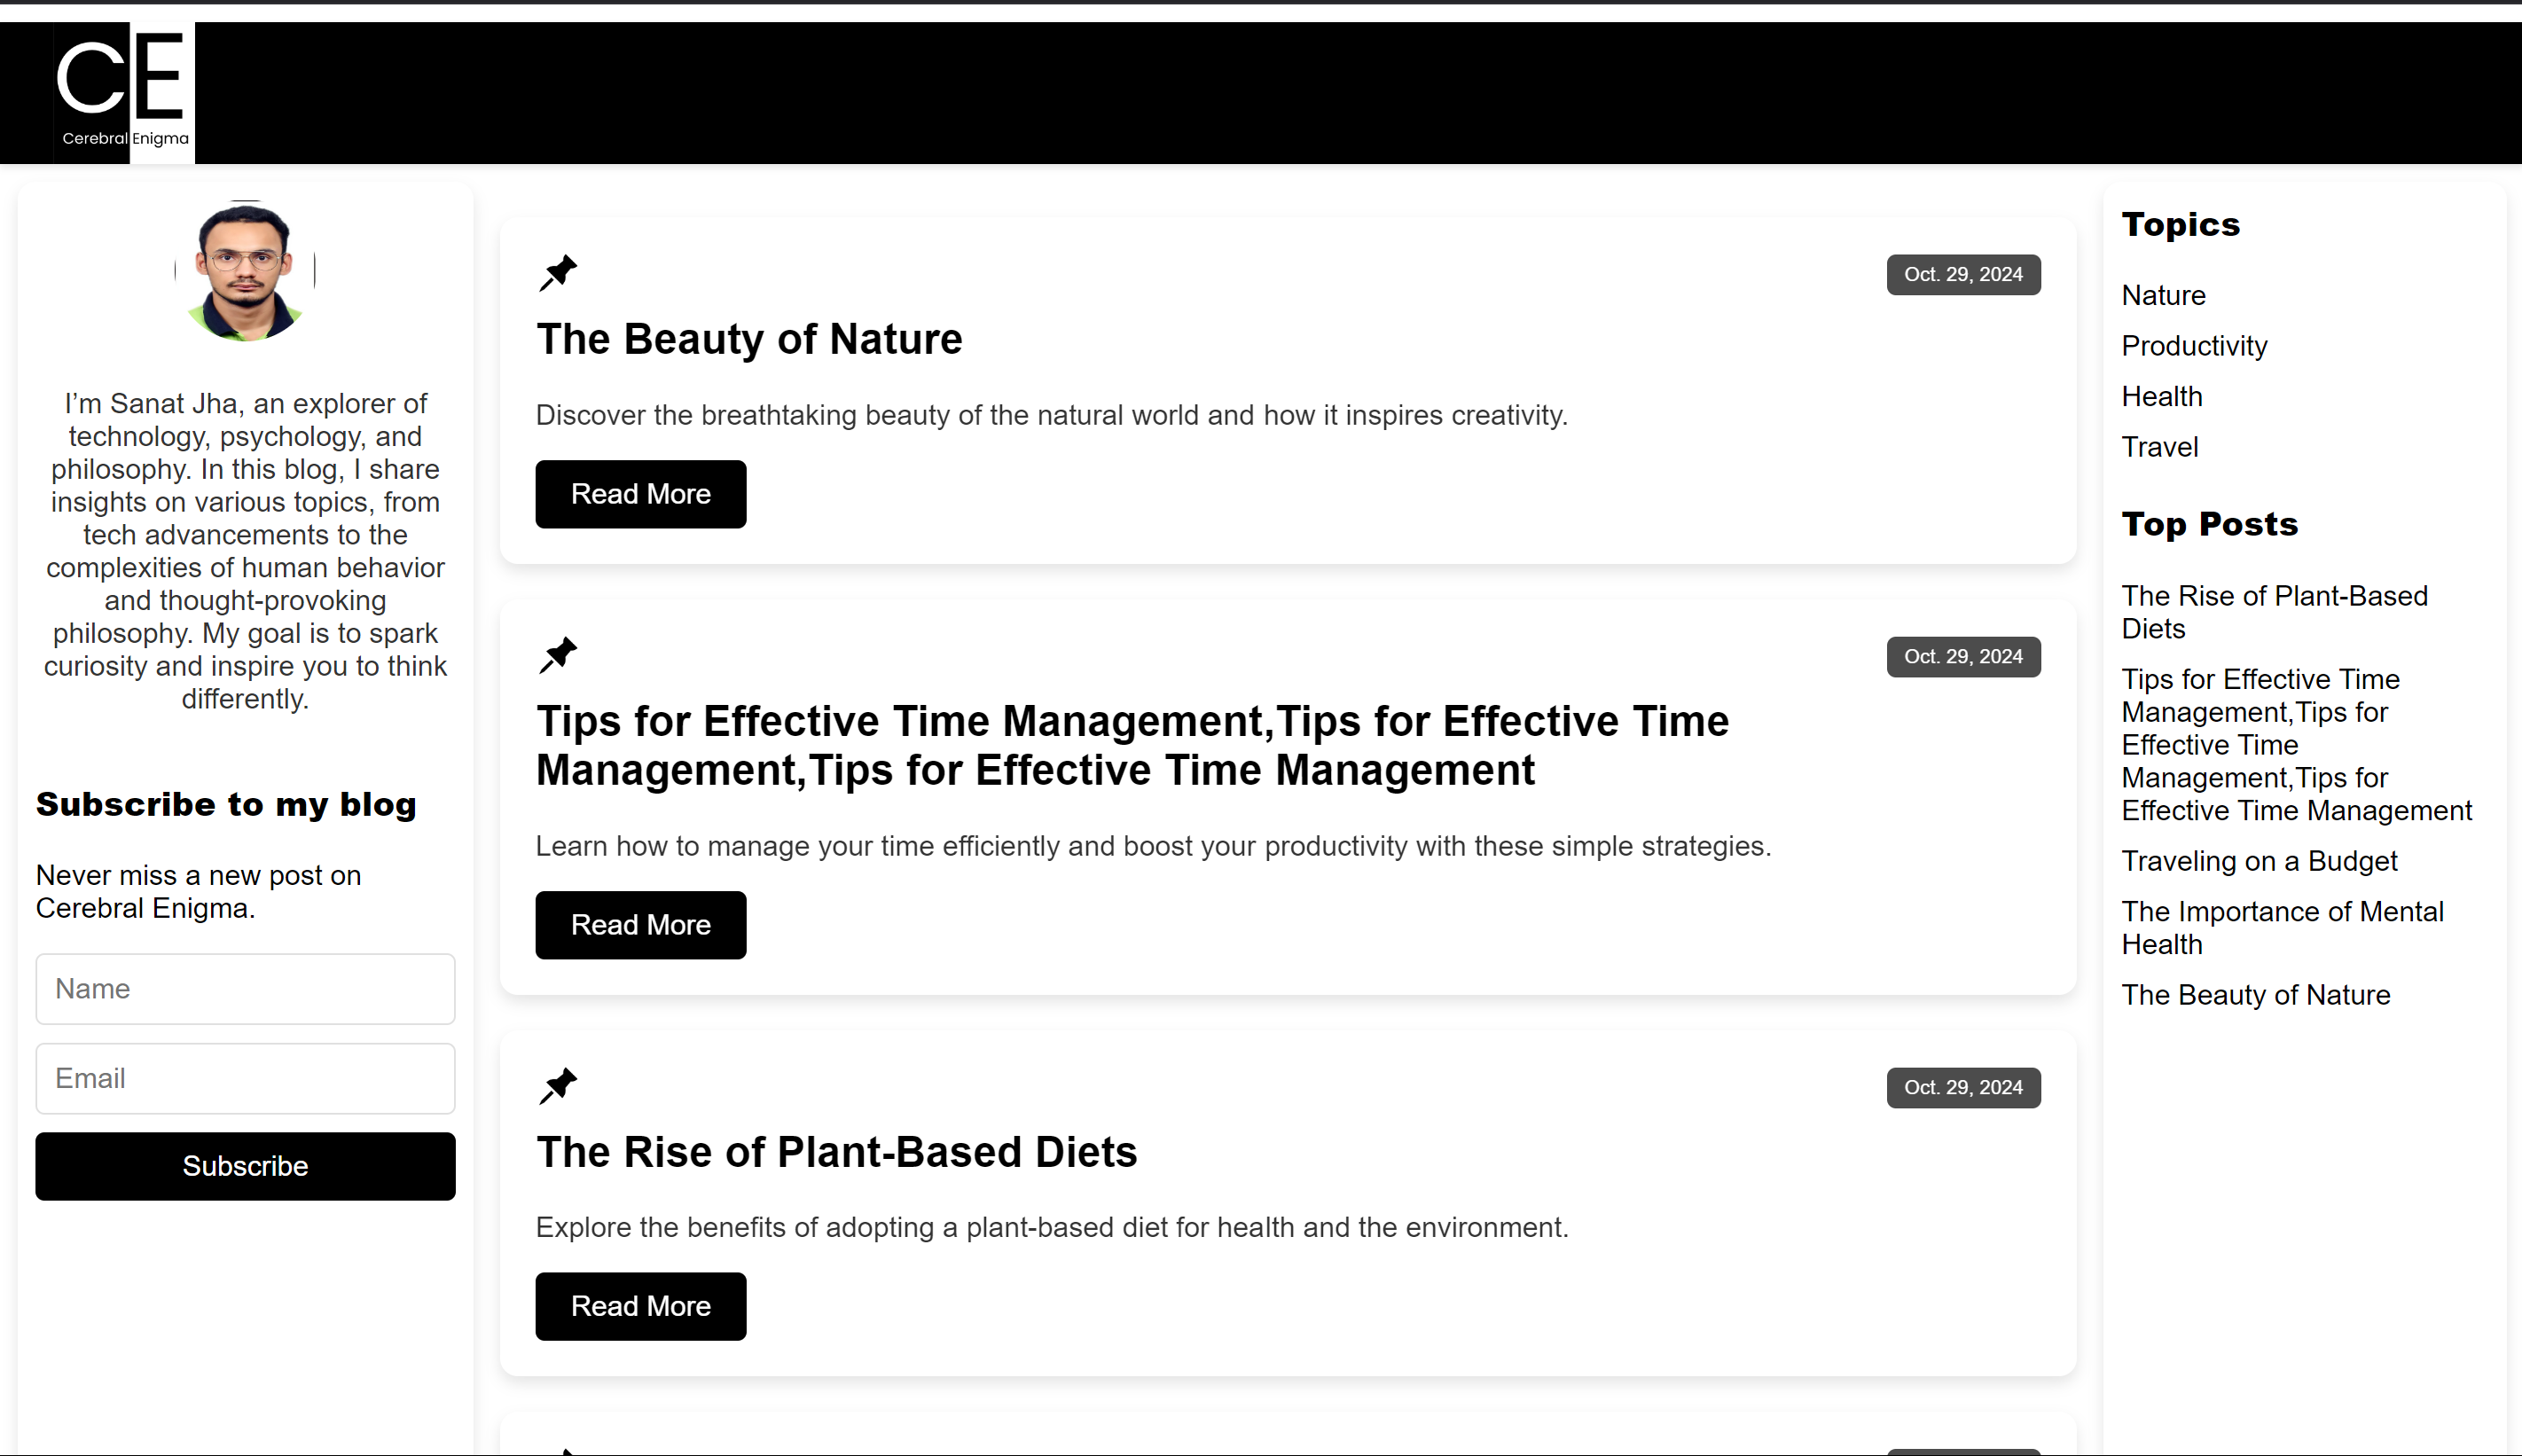 CE
Cerebral Enigma
I’m Sanat Jha, an explorer of
technology, psychology, and
philosophy. In this blog, I share
insights on various topics, from
tech advancements to the
complexities of human behavior
and thought-provoking
philosophy. My goal is to spark
curiosity and inspire you to think
differently.
Subscribe to my blog
Never miss a new post on
Cerebral Enigma.
Name
Email
Subscribe
Oct. 29, 2024
The Beauty of Nature
Discover the breathtaking beauty of the natural world and how it inspires creativity.
Read More
Oct. 29, 2024
Tips for Effective Time Management,Tips for Effective Time
Management,Tips for Effective Time Management
Learn how to manage your time efficiently and boost your productivity with these simple strategies.
Read More
Oct. 29, 2024
The Rise of Plant-Based Diets
Explore the benefits of adopting a plant-based diet for health and the environment.
Read More
Topics
Nature
Productivity
Health
Travel
Top Posts
The Rise of Plant-Based
Diets
Tips for Effective Time
Management,Tips for
Effective Time
Management,Tips for
Effective Time Management
Traveling on a Budget
The Importance of Mental
Health
The Beauty of Nature